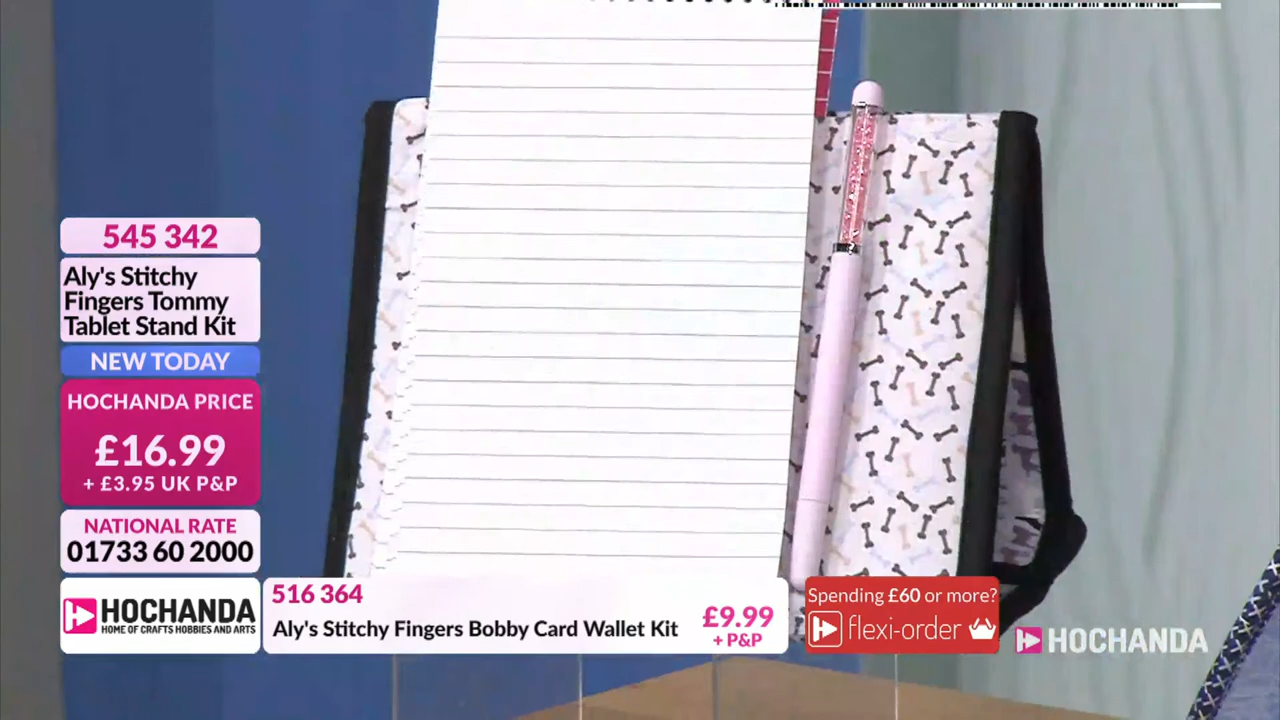 545 342
Aly's Stitchy
Fingers Tommy
Tablet Stand Kit
NEW TODAY
HOCHANDA PRICE
£16.99
+ £3.95 UK P&P
NATIONAL RATE
01733 60 2000
HOCHANDA
HOME OF CRAFTS HOBBIES AND ARTS
516 364
Aly's Stitchy Fingers Bobby Card Wallet Kit
£9.99
+ P&P
Spending £60 or more?
flexi-order
HOCHANDA